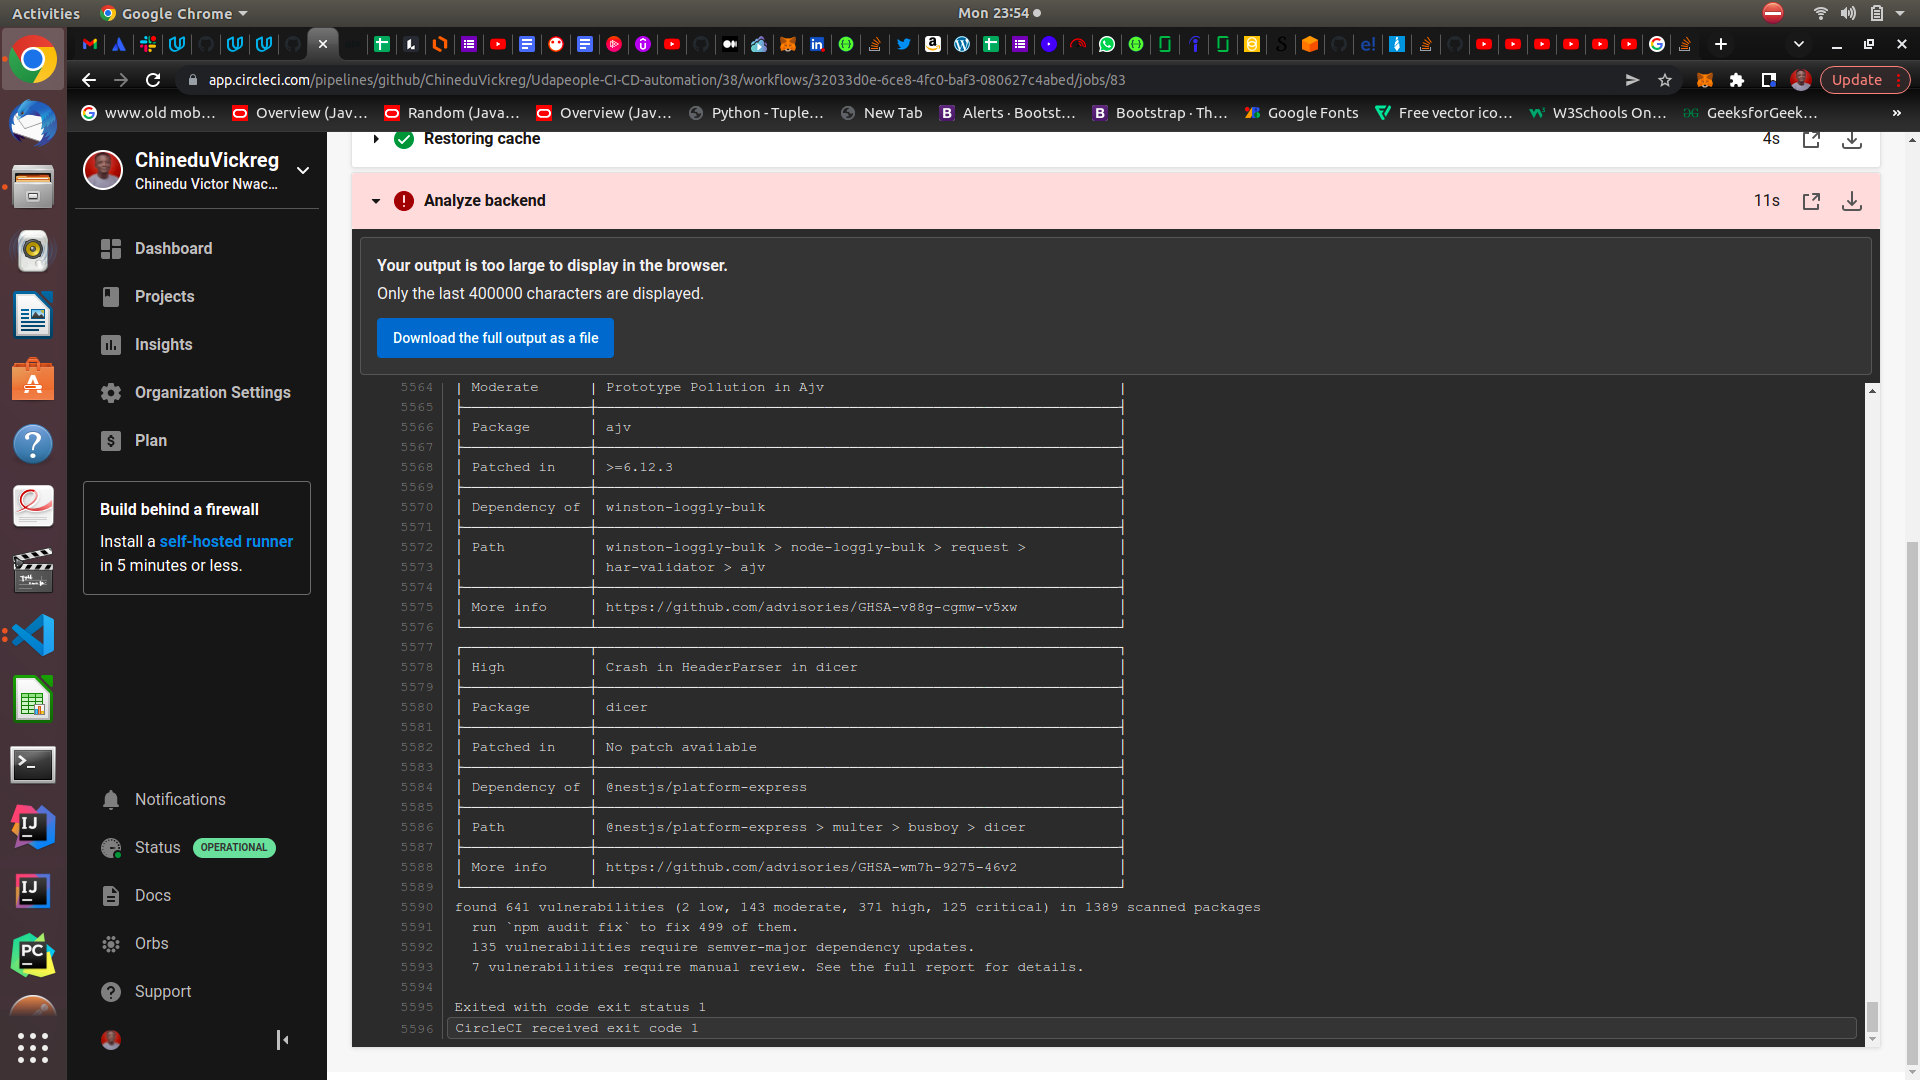 Activities
Google Chrome
Mon 23:54
app.circleci.com/pipelines/github/ChineduVickreg/Udapeople-CI-CD-automation/38/workflows/32033d0e-6ce8-4fc0-baf3-080627c4abed/jobs/83
Update
www.old mob…
Overview (Jav…
Random (Java…
Overview (Jav…
Python - Tuple…
New Tab
Alerts · Bootst…
Bootstrap · Th…
Google Fonts
Free vector ico…
W3Schools On…
GeeksforGeek…
»
ChineduVickreg
Chinedu Victor Nwac...
Dashboard
Projects
Insights
Organization Settings
Plan
Build behind a firewall
Install a self-hosted runner
in 5 minutes or less.
Notifications
Status OPERATIONAL
Docs
Orbs
Support
Restoring cache 4s
Analyze backend 11s
Your output is too large to display in the browser.
Only the last 400000 characters are displayed.
Download the full output as a file
5564 Moderate Prototype Pollution in Ajv
5565
5566 Package ajv
5567
5568 Patched in >=6.12.3
5569
5570 Dependency of winston-loggly-bulk
5571
5572 Path winston-loggly-bulk > node-loggly-bulk > request >
5573 har-validator > ajv
5574
5575 More info https://github.com/advisories/GHSA-v88g-cgmw-v5xw
5576
5577
5578 High Crash in HeaderParser in dicer
5579
5580 Package dicer
5581
5582 Patched in No patch available
5583
5584 Dependency of @nestjs/platform-express
5585
5586 Path @nestjs/platform-express > multer > busboy > dicer
5587
5588 More info https://github.com/advisories/GHSA-wm7h-9275-46v2
5589
5590 found 641 vulnerabilities (2 low, 143 moderate, 371 high, 125 critical) in 1389 scanned packages
5591 run `npm audit fix` to fix 499 of them.
5592 135 vulnerabilities require semver-major dependency updates.
5593 7 vulnerabilities require manual review. See the full report for details.
5594
5595 Exited with code exit status 1
5596 CircleCI received exit code 1